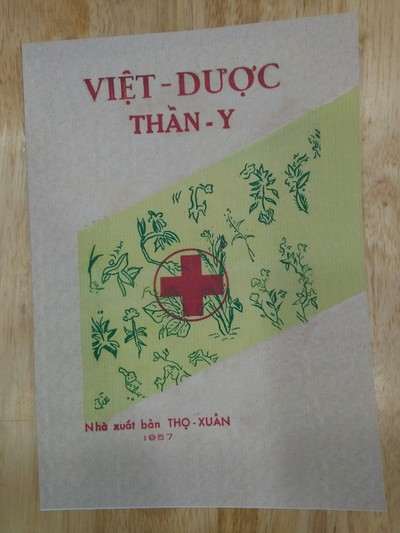 VIỆT - DƯỢC
THẦN - Y
Nhà xuất bản THỌ - XUÂN
1957